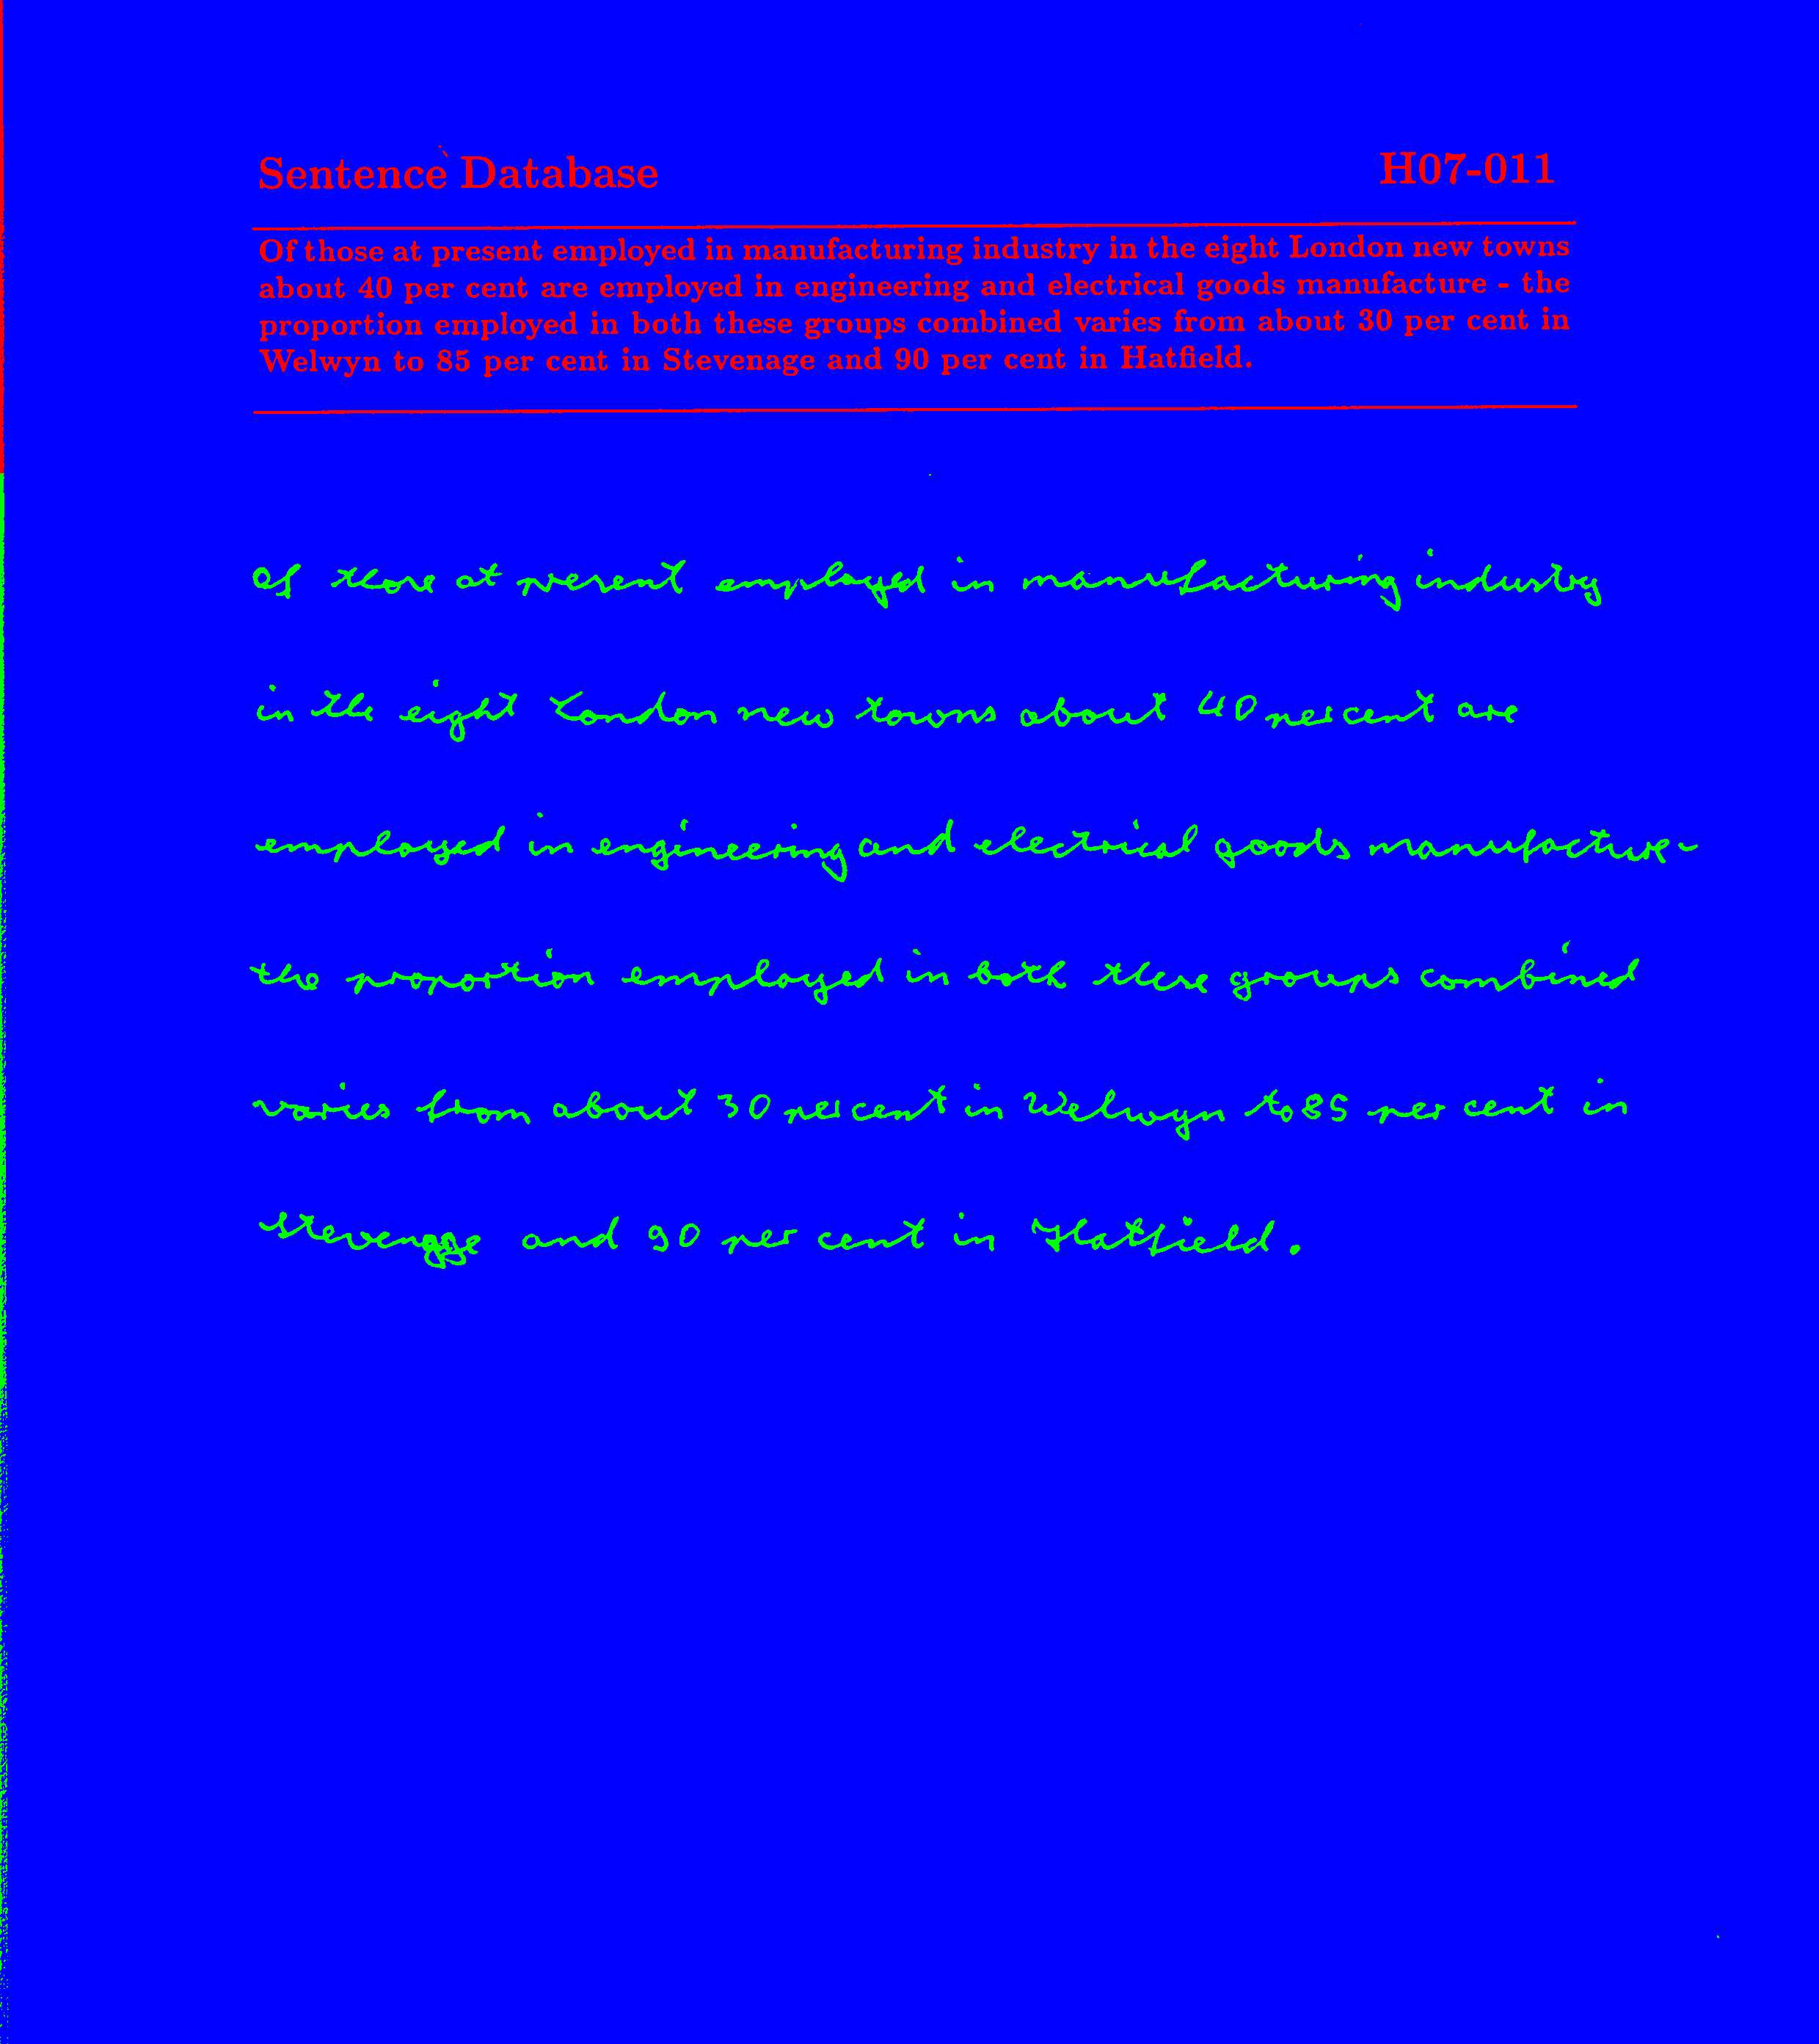 Sentence Database H07-011
Of those at present employed in manufacturing industry in the eight London new towns
about 40 per cent are employed in engineering and electrical goods manufacture - the
proportion employed in both these groups combined varies from about 30 per cent in
Welwyn to 85 per cent in Stevenage and 90 per cent in Hatfield.
Of those at present employed in manufacturing industry
in the eight London new towns about 40 per cent are
employed in engineering and electrical goods manufacture -
the proportion employed in both these groups combined
varies from about 30 per cent in Welwyn to 85 per cent in
Stevenage and 90 per cent in Hatfield.